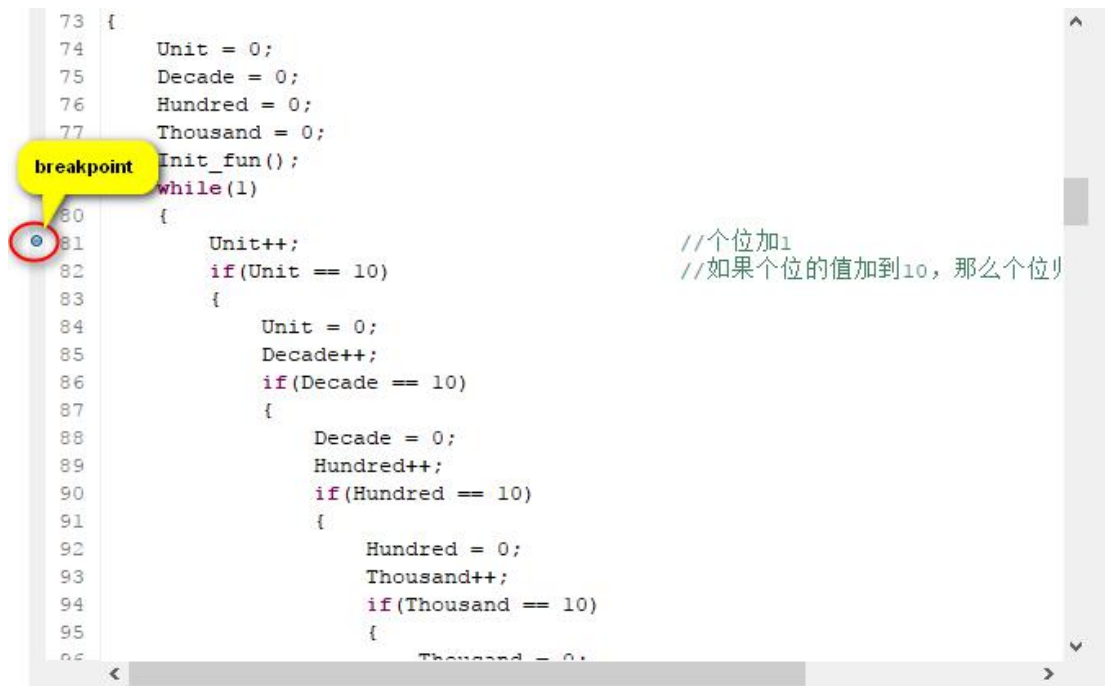 73 {
74 Unit = 0;
75 Decade = 0;
76 Hundred = 0;
77 Thousand = 0;
breakpoint
Init_fun();
while(1)
80 {
81 Unit++; //个位加1
82 if(Unit == 10) //如果个位的值加到10，那么个位
83 {
84 Unit = 0;
85 Decade++;
86 if(Decade == 10)
87 {
88 Decade = 0;
89 Hundred++;
90 if(Hundred == 10)
91 {
92 Hundred = 0;
93 Thousand++;
94 if(Thousand == 10)
95 {
96 Thousand = 0;